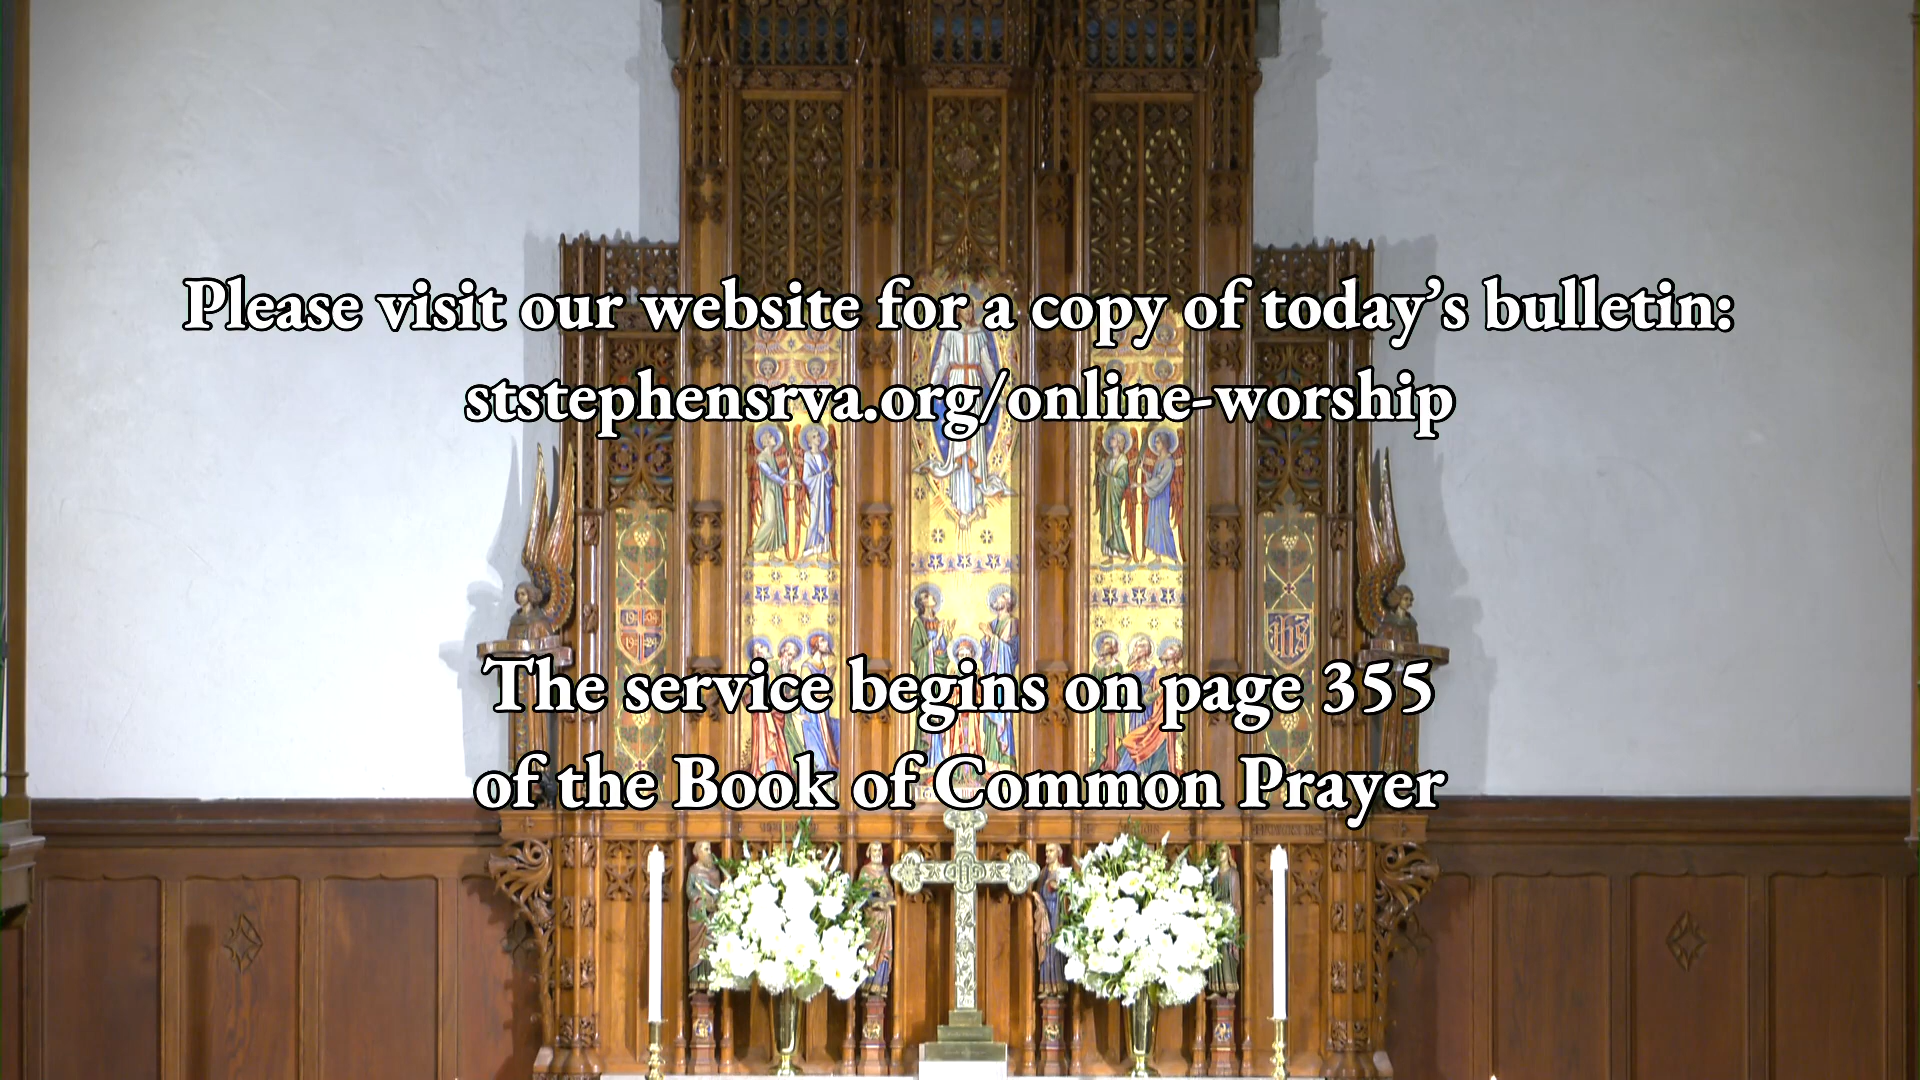 Please visit our website for a copy of today’s bulletin:
ststephensrva.org/online-worship
The service begins on page 355
of the Book of Common Prayer
IHS